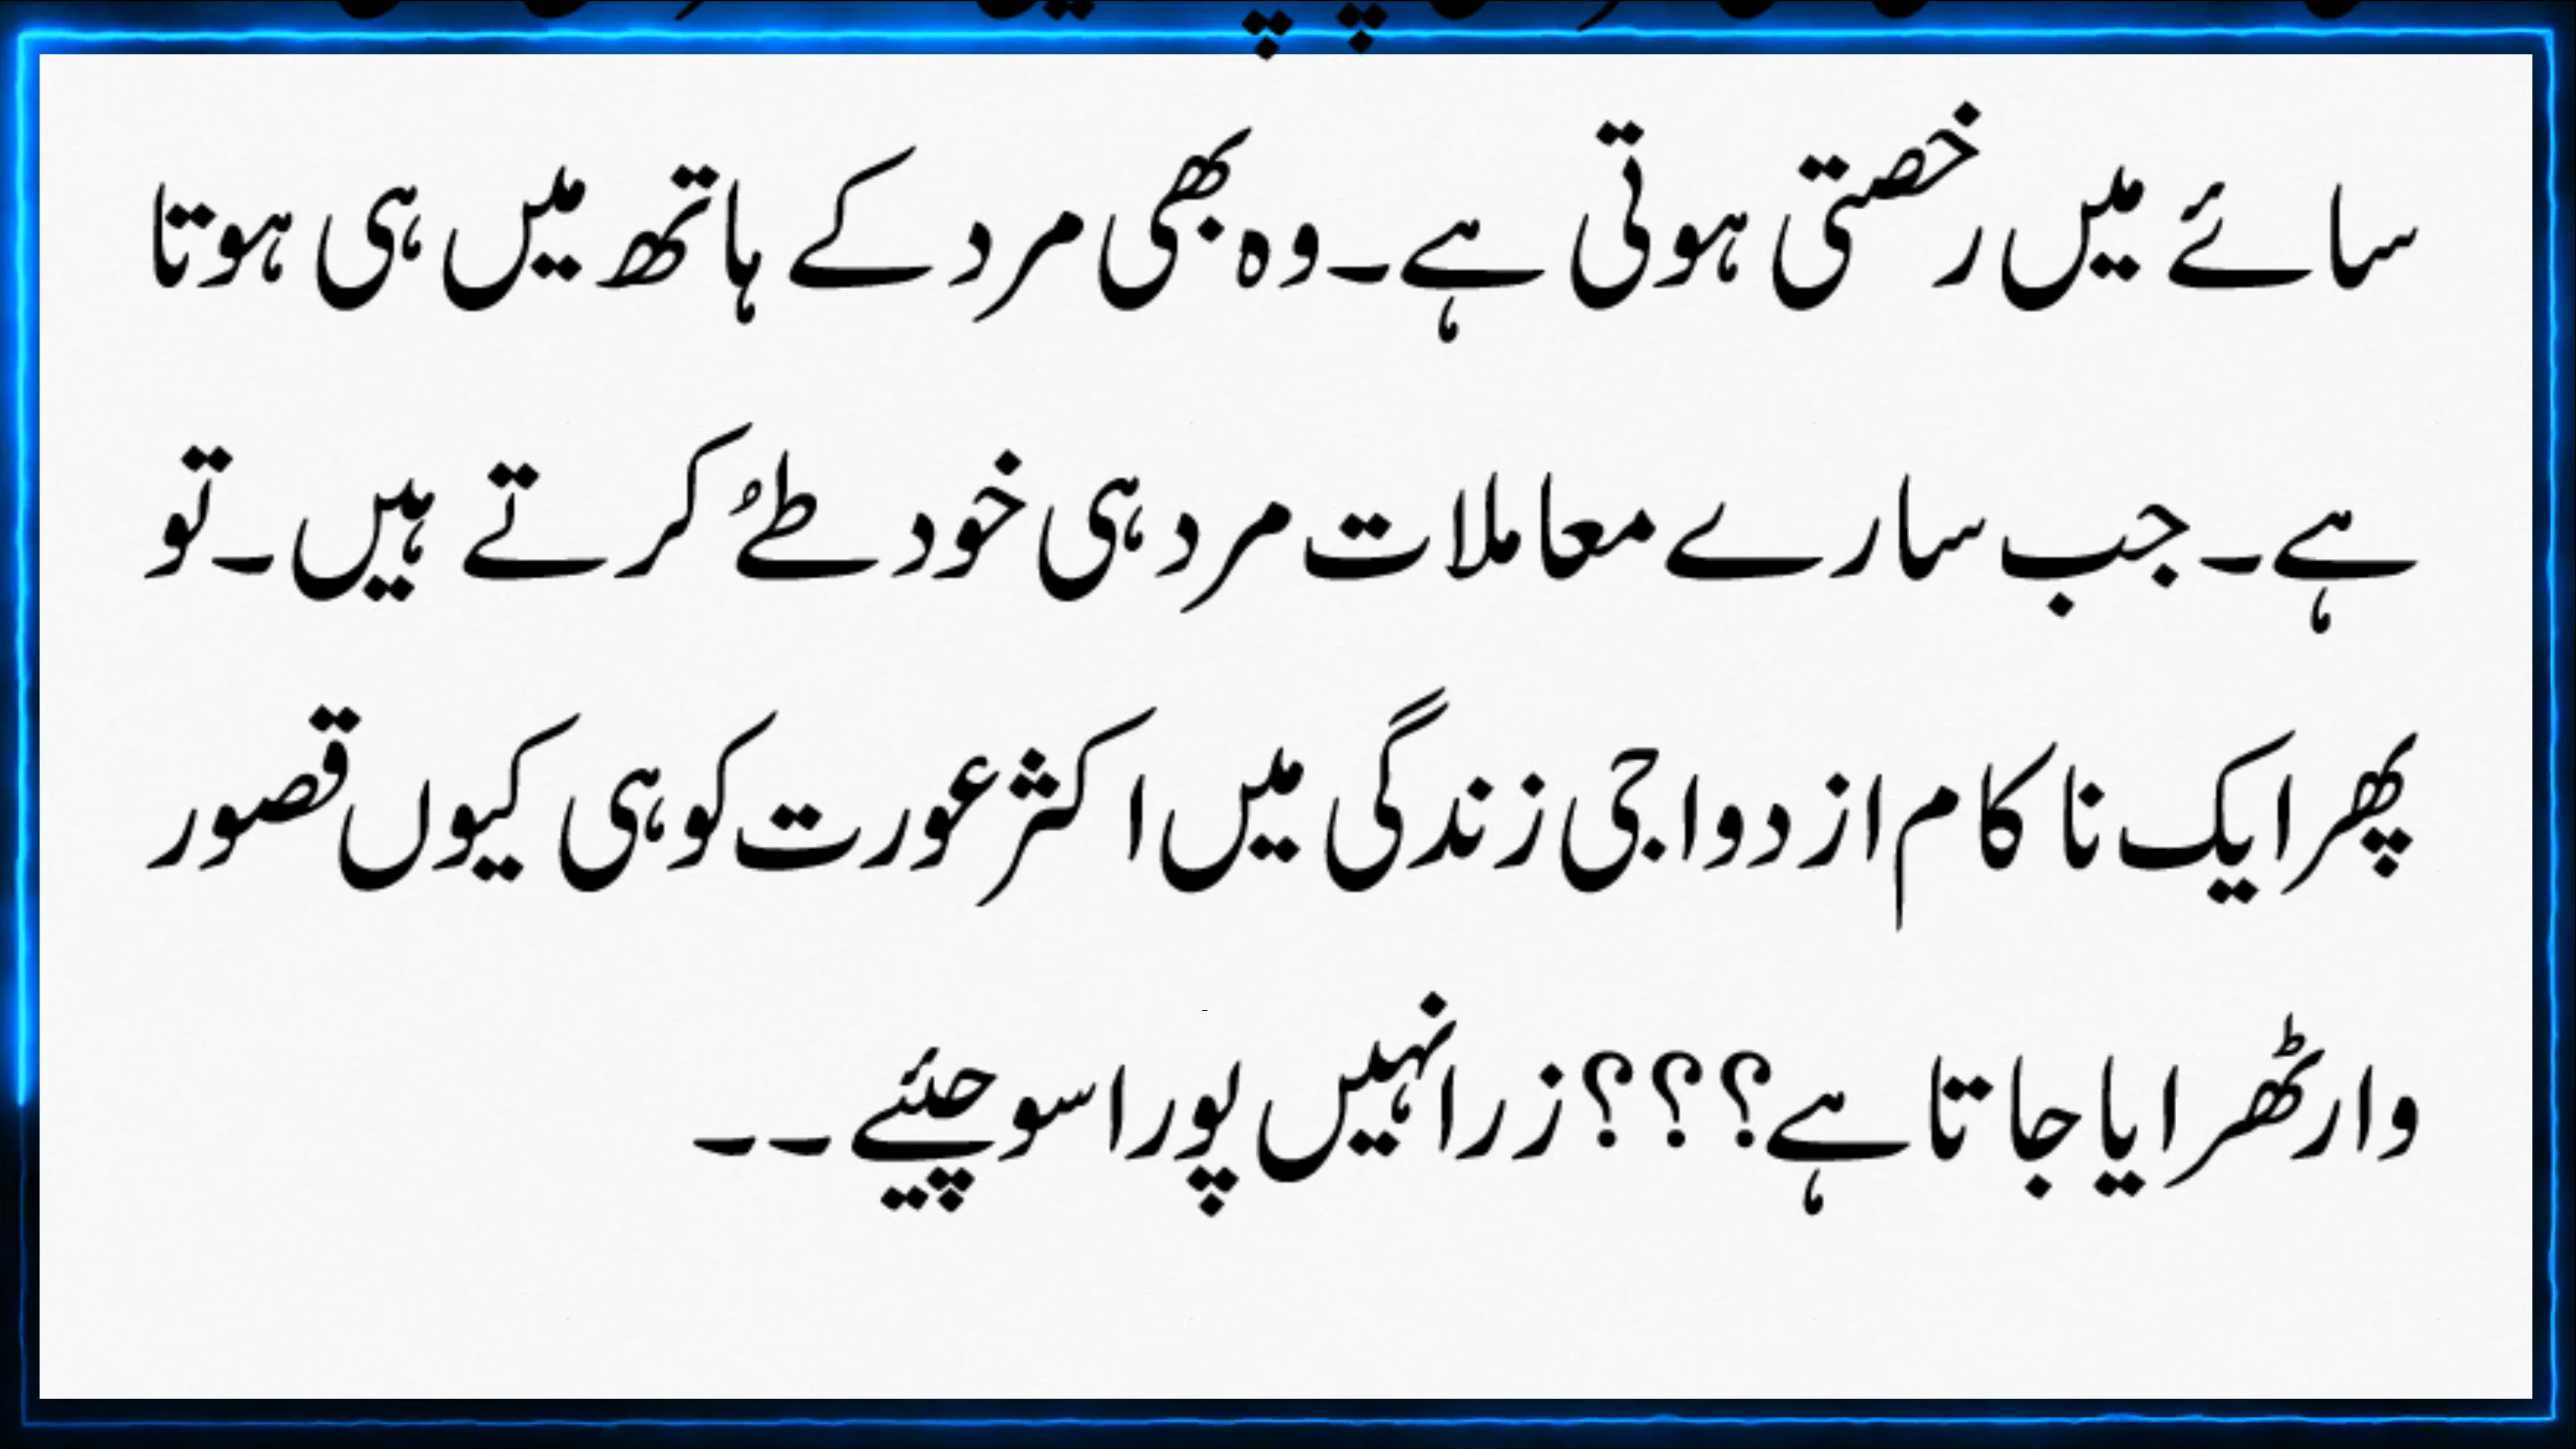 سائے میں رخصتی ہوتی ہے۔ وہ بھی مرد کے ہاتھ میں ہی ہوتا
ہے۔ جب سارے معاملات مرد ہی خود طئے کرتے ہیں۔ تو
پھر ایک ناکام ازدواجی زندگی میں اکثر عورت کو ہی کیوں قصور
وار ٹھرایا جاتا ہے؟؟؟ زرا نہیں پورا سوچیئے۔۔